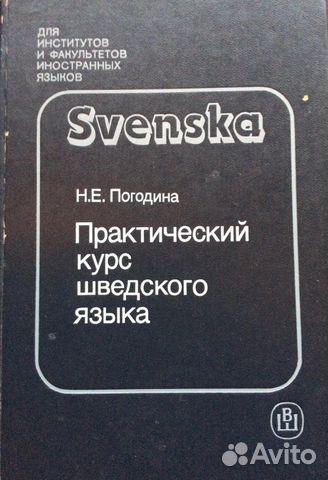 ДЛЯ
ИНСТИТУТОВ
И ФАКУЛЬТЕТОВ
ИНОСТРАННЫХ
ЯЗЫКОВ
Svenska
Н.Е. Погодина
Практический
курс
шведского
языка
ВШ
Avito